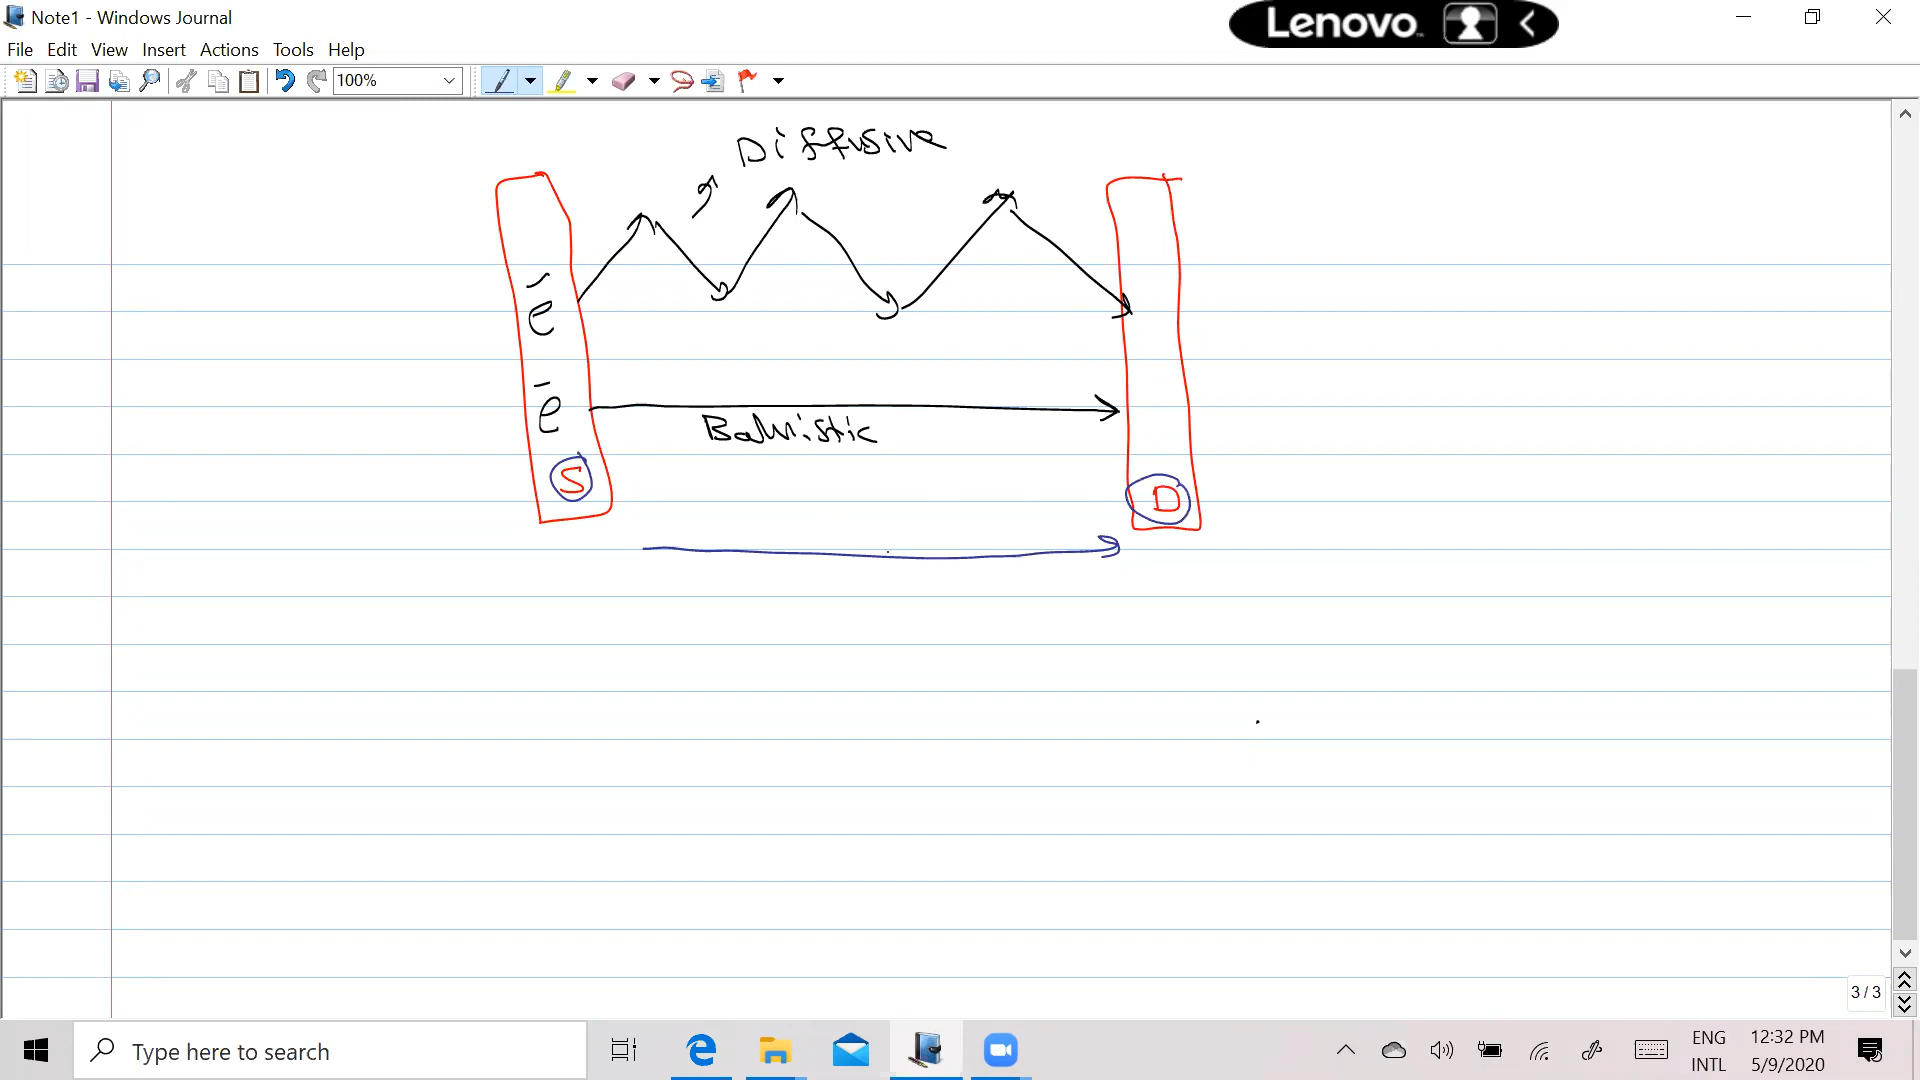 Note1 - Windows Journal
Lenovo
File Edit View Insert Actions Tools Help
100%
Diffusive
e
e
Ballistic
S
D
3 / 3
Type here to search
ENG
INTL
12:32 PM
5/9/2020